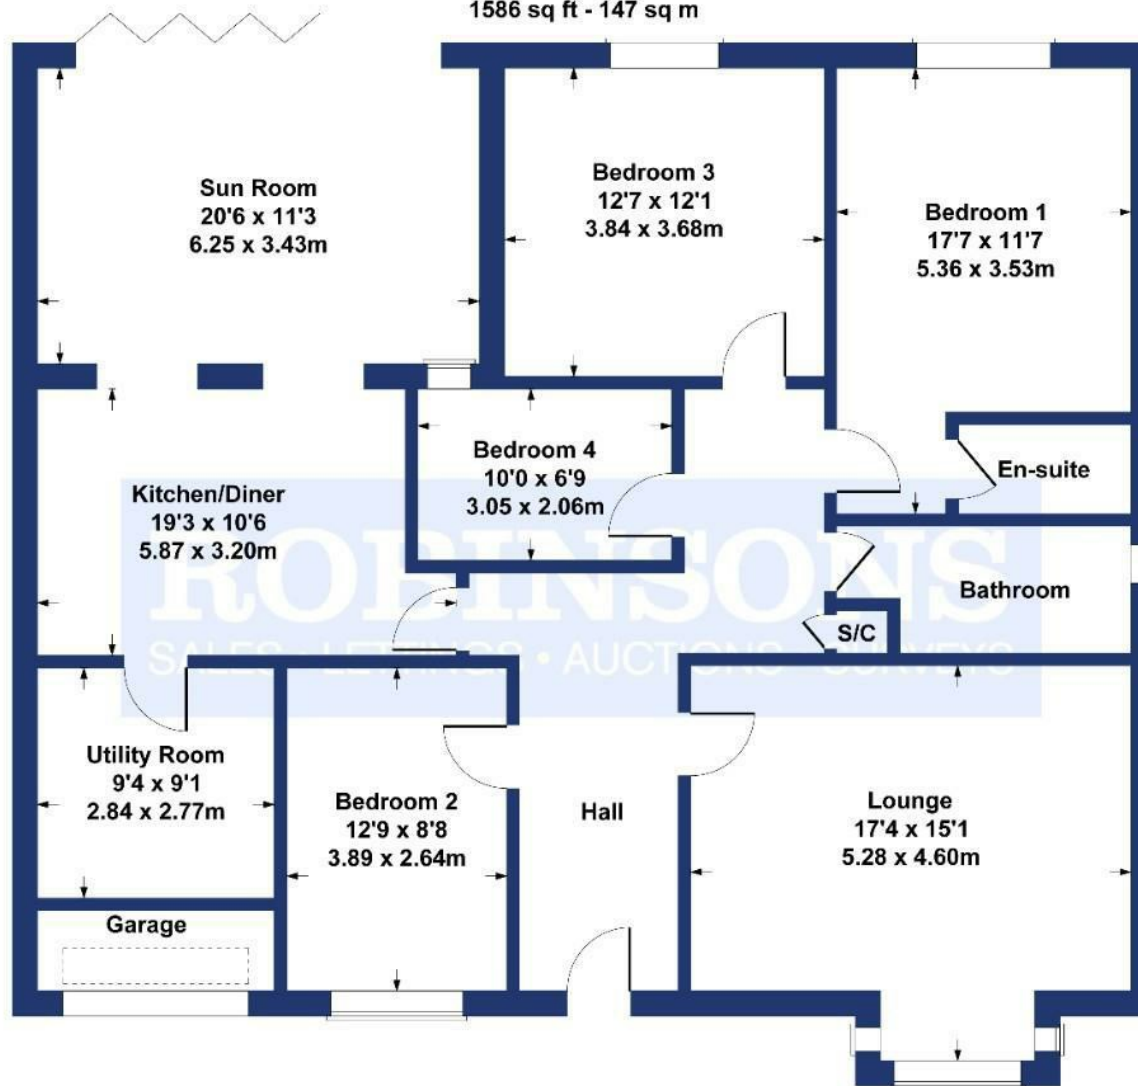 1586 sq ft - 147 sq m
Sun Room
20'6 x 11'3
6.25 x 3.43m
Bedroom 3
12'7 x 12'1
3.84 x 3.68m
Bedroom 1
17'7 x 11'7
5.36 x 3.53m
Bedroom 4
10'0 x 6'9
3.05 x 2.06m
En-suite
Kitchen/Diner
19'3 x 10'6
5.87 x 3.20m
Bathroom
S/C
ROBINSONS
SALES • LETTINGS • AUCTIONS • SURVEYS
Utility Room
9'4 x 9'1
2.84 x 2.77m
Bedroom 2
12'9 x 8'8
3.89 x 2.64m
Hall
Lounge
17'4 x 15'1
5.28 x 4.60m
Garage